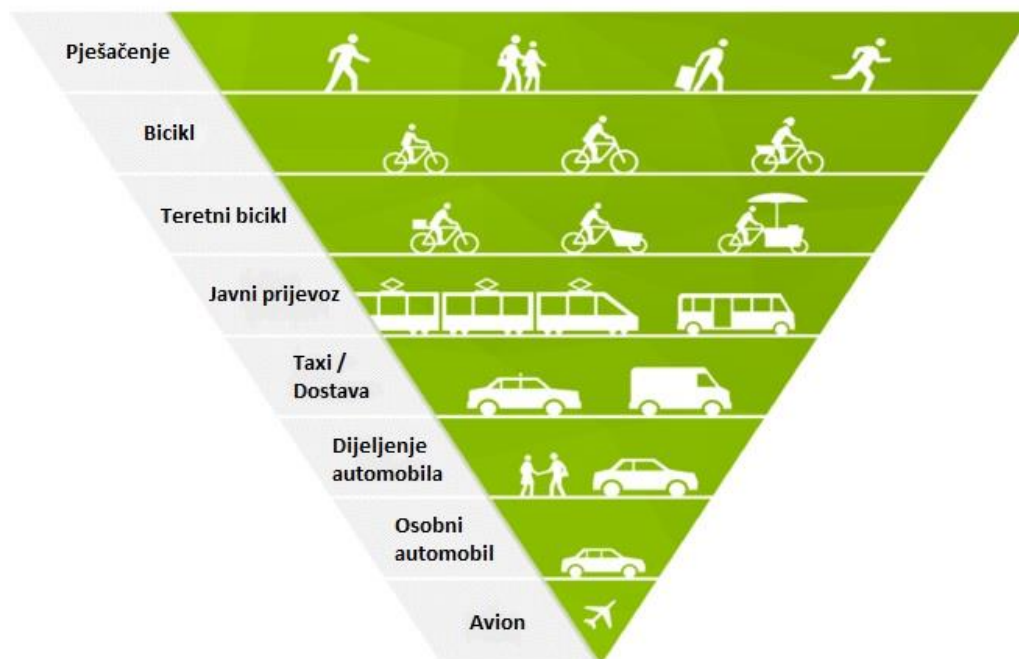 Pješačenje
Bicikl
Teretni bicikl
Javni prijevoz
Taxi /
Dostava
Dijeljenje
automobila
Osobni
automobil
Avion